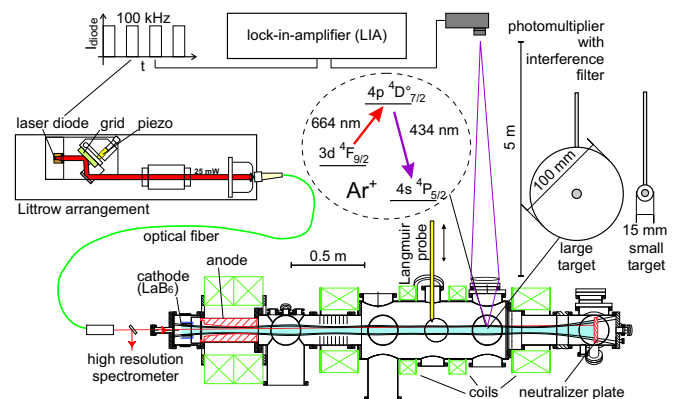 100 kHz
I_diode
t
lock-in-amplifier (LIA)
photomultiplier
with
interference
filter
laser diode
grid
piezo
25 mW
Littrow arrangement
4p ⁴D°₇/₂
664 nm
434 nm
3d ⁴F₉/₂
4s ⁴P₅/₂
Ar⁺
5 m
100 mm
large
target
15 mm
small
target
optical fiber
0.5 m
Langmuir
probe
cathode
(LaB₆)
anode
high resolution
spectrometer
coils
neutralizer plate